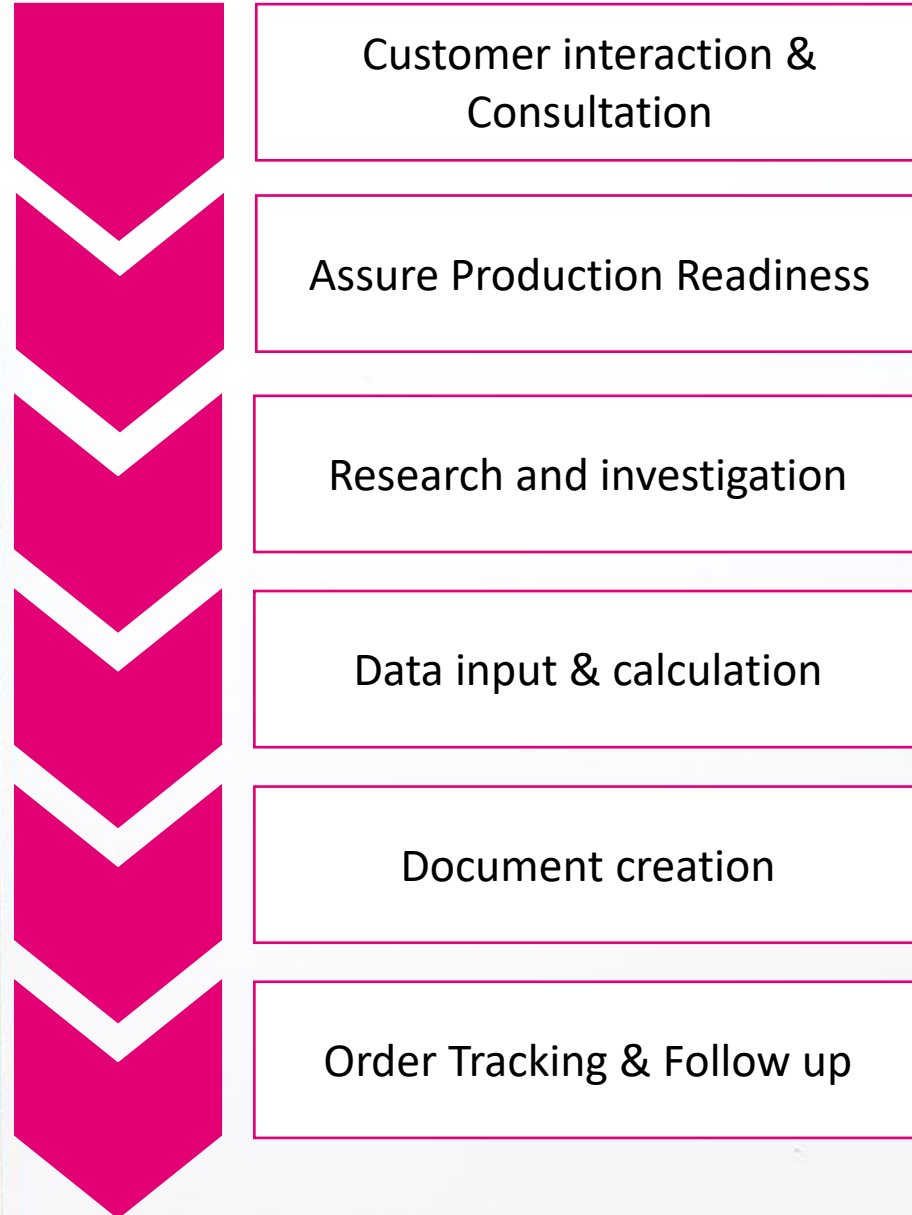 Customer interaction &
Consultation
Assure Production Readiness
Research and investigation
Data input & calculation
Document creation
Order Tracking & Follow up